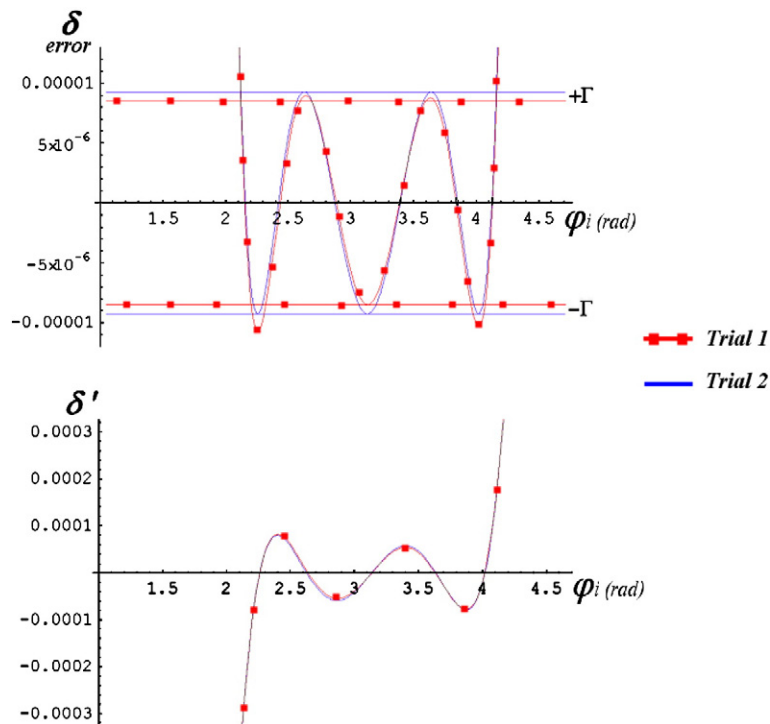 δ
error
0.00001
+Γ
5×10⁻⁶
1.5 2 2.5 3 3.5 4 4.5
φi (rad)
-5×10⁻⁶
-0.00001
-Γ
Trial 1
Trial 2
δ'
0.0003
0.0002
0.0001
1.5 2 2.5 3 3.5 4 4.5
φi (rad)
-0.0001
-0.0002
-0.0003